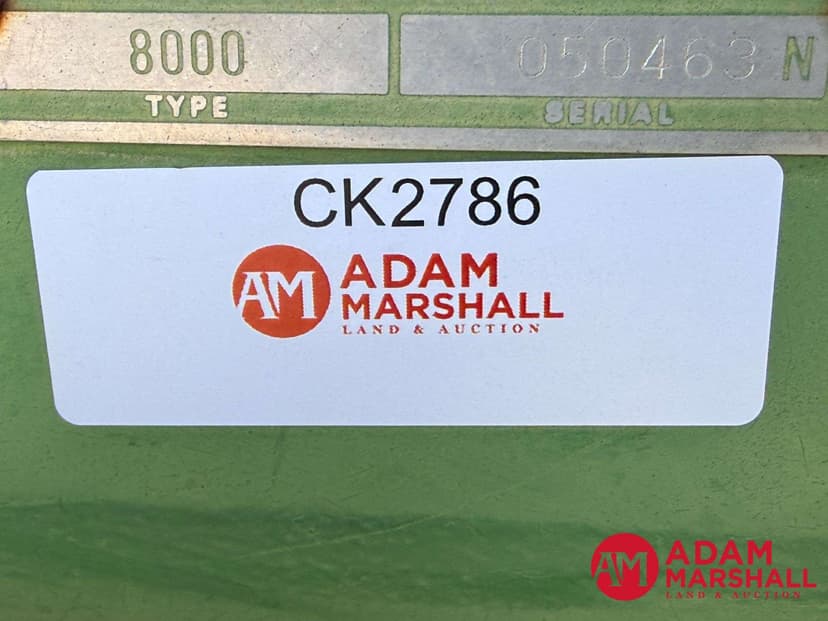 8000 050463 N
TYPE SERIAL
CK2786
AM ADAM
MARSHALL
LAND & AUCTION
AM ADAM
MARSHALL
LAND & AUCTION